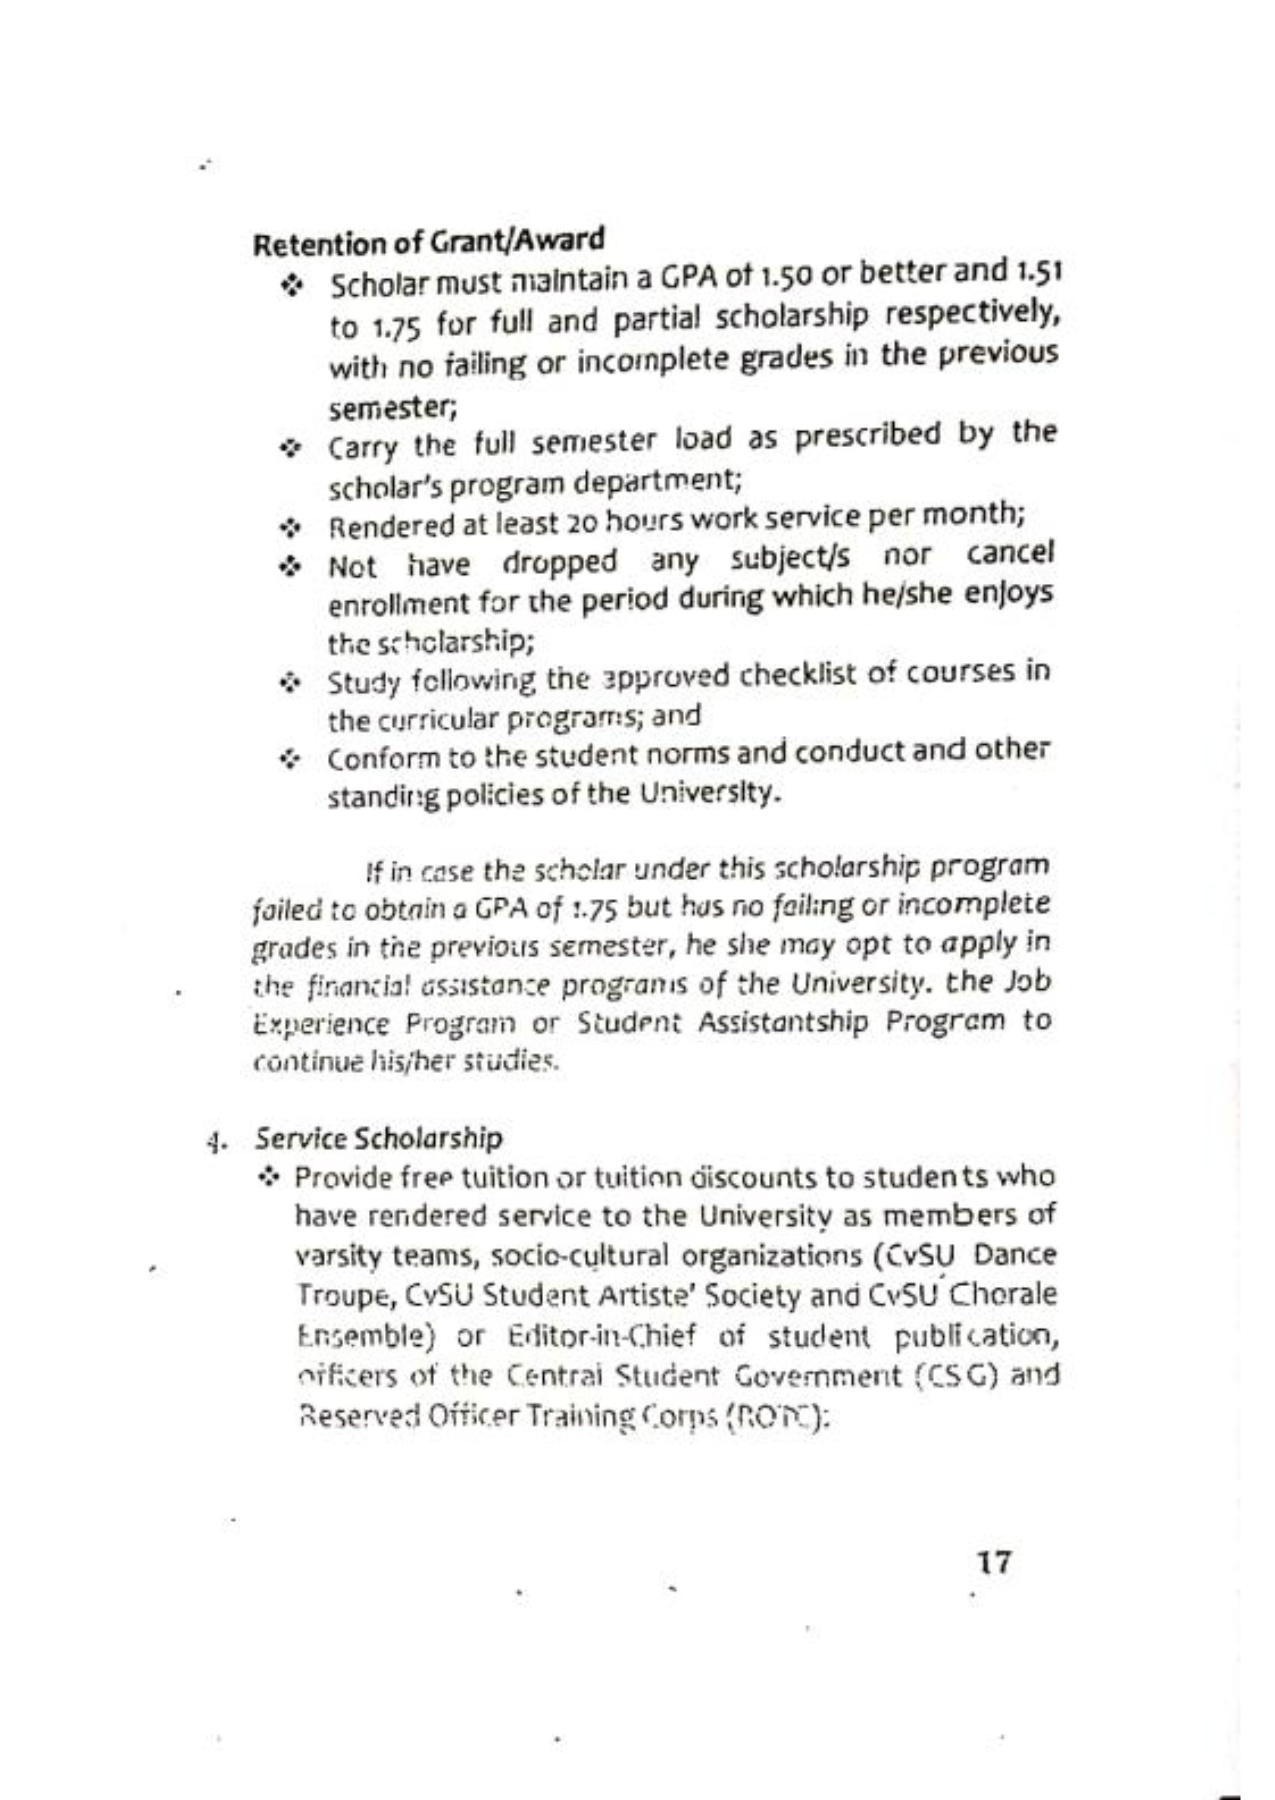 Retention of Grant/Award
❖ Scholar must maintain a GPA of 1.50 or better and 1.51
to 1.75 for full and partial scholarship respectively,
with no failing or incomplete grades in the previous
semester;
❖ Carry the full semester load as prescribed by the
scholar's program department;
❖ Rendered at least 20 hours work service per month;
❖ Not have dropped any subject/s nor cancel
enrollment for the period during which he/she enjoys
the scholarship;
❖ Study following the approved checklist of courses in
the curricular programs; and
❖ Conform to the student norms and conduct and other
standing policies of the University.
If in case the scholar under this scholarship program
failed to obtain a GPA of 1.75 but has no failing or incomplete
grades in the previous semester, he she may opt to apply in
the financial assistance programs of the University. the Job
Experience Program or Student Assistantship Program to
continue his/her studies.
4. Service Scholarship
❖ Provide free tuition or tuition discounts to students who
have rendered service to the University as members of
varsity teams, socio-cultural organizations (CvSU Dance
Troupe, CvSU Student Artiste' Society and CvSU Chorale
Ensemble) or Editor-in-Chief of student publication,
officers of the Central Student Government (CSG) and
Reserved Officer Training Corps (ROTC):
17